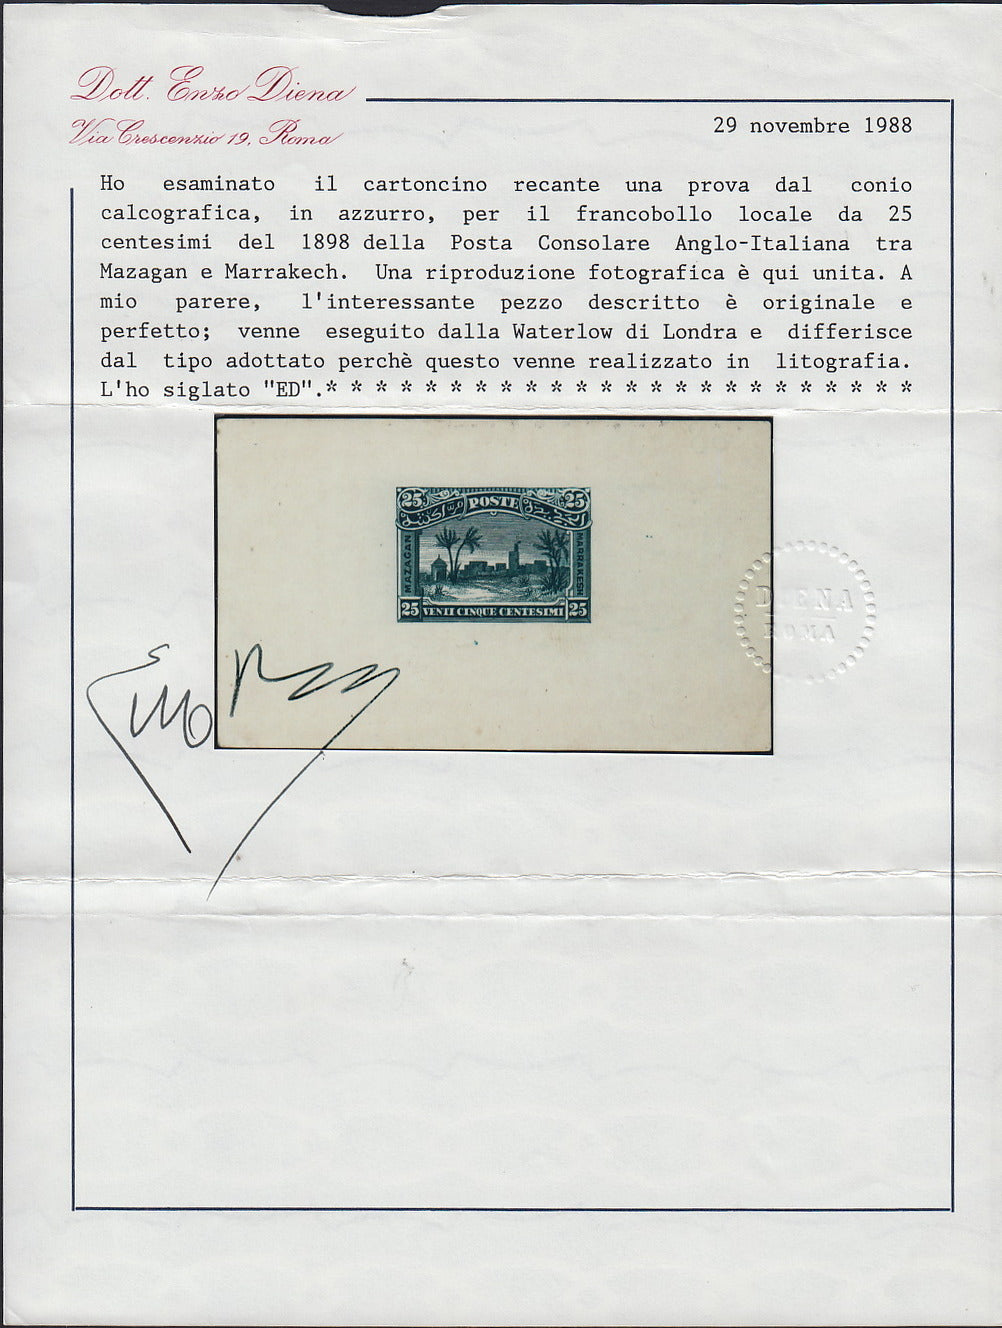 Dott. Enzo Diena
Via Crescenzio 19, Roma
29 novembre 1988
Ho esaminato il cartoncino recante una prova dal conio
calcografica, in azzurro, per il francobollo locale da 25
centesimi del 1898 della Posta Consolare Anglo-Italiana tra
Mazagan e Marrakech. Una riproduzione fotografica è qui unita. A
mio parere, l'interessante pezzo descritto è originale e
perfetto; venne eseguito dalla Waterlow di Londra e differisce
dal tipo adottato perchè questo venne realizzato in litografia.
L'ho siglato "ED".* * * * * * * * * * * * * * * * * * * * * * * *
25 POSTE 25
MAZAGAN
MARRAKESH
25 VENTI CINQUE CENTESIMI 25
DIENA
ROMA